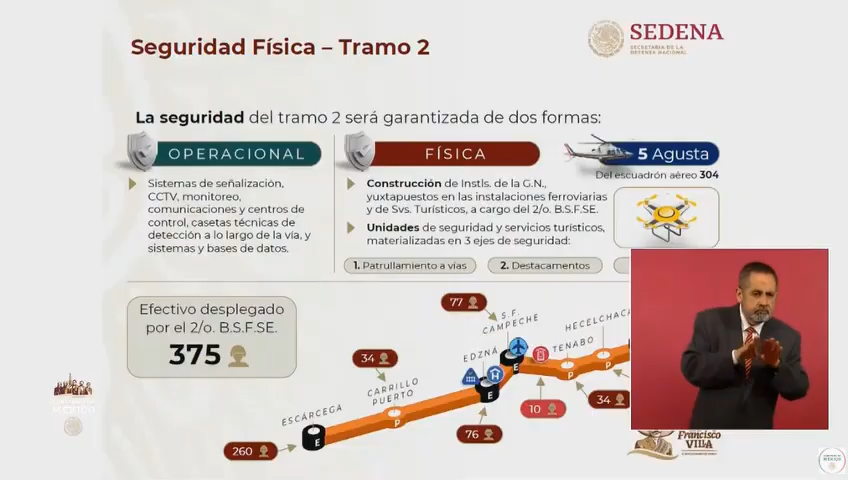 Seguridad Física – Tramo 2
SEDENA
SECRETARÍA DE LA
DEFENSA NACIONAL
La seguridad del tramo 2 será garantizada de dos formas:
OPERACIONAL
Sistemas de señalización,
CCTV, monitoreo,
comunicaciones y centros de
control, casetas técnicas de
detección a lo largo de la vía, y
sistemas y bases de datos.
FÍSICA
Construcción de Instls. de la G.N.,
yuxtapuestos en las instalaciones ferroviarias
y de Svs. Turísticos, a cargo del 2/o. B.S.F.SE.
Unidades de seguridad y servicios turísticos,
materializadas en 3 ejes de seguridad:
1. Patrullamiento a vías
2. Destacamentos
5 Agusta
Del escuadrón aéreo 304
Efectivo desplegado
por el 2/o. B.S.F.SE.
375
260
ESCÁRCEGA
E
34
CARRILLO
PUERTO
P
76
EDZNÁ
E
77
S.F.
CAMPECHE
E
10
TENABO
P
34
HECELCHAC
P
MÉXICO
Francisco
VILLA